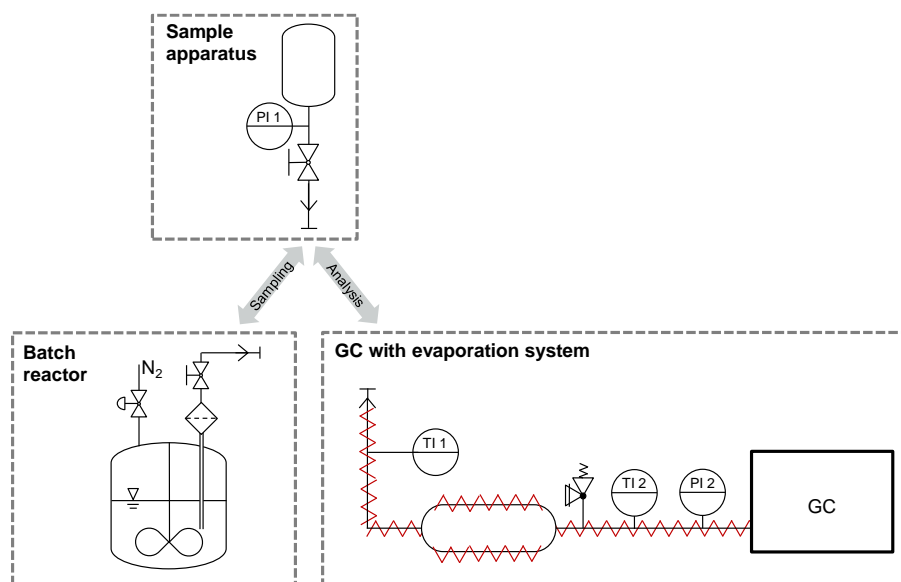 Sample
apparatus
PI 1
Sampling
Analysis
Batch
reactor
N₂
GC with evaporation system
TI 1
TI 2
PI 2
GC